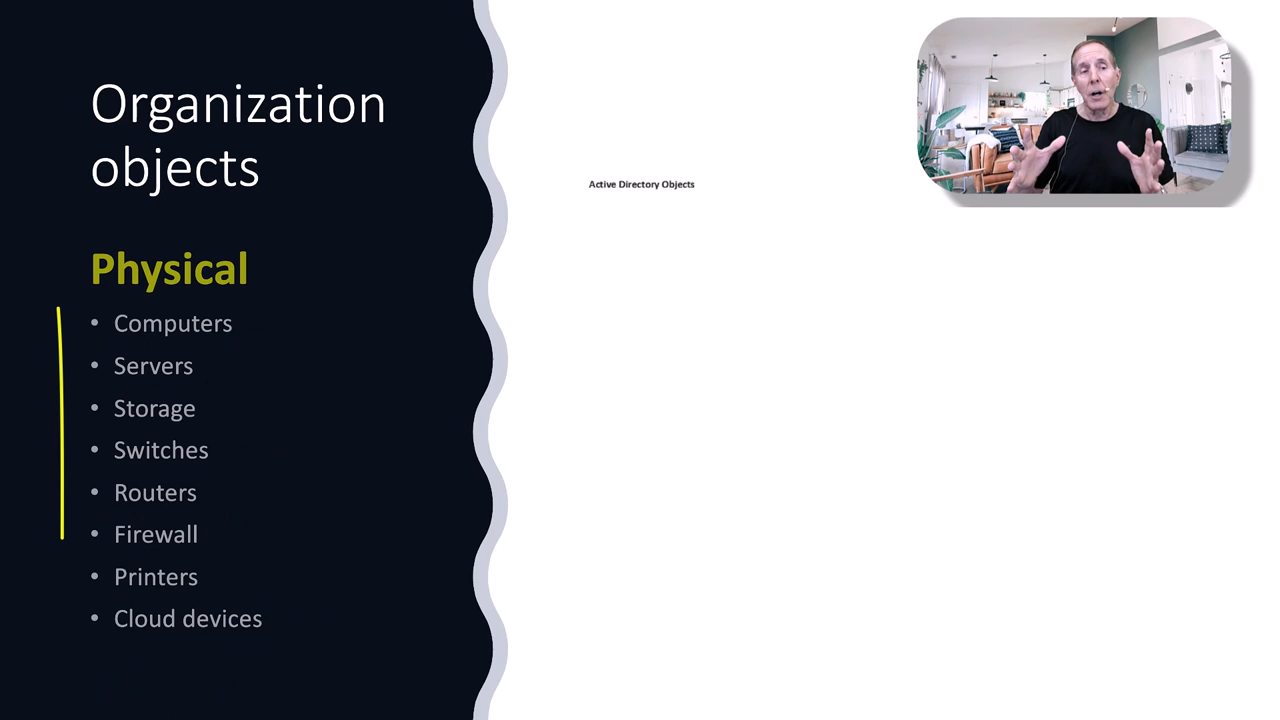 Organization
objects
Physical
• Computers
• Servers
• Storage
• Switches
• Routers
• Firewall
• Printers
• Cloud devices
Active Directory Objects